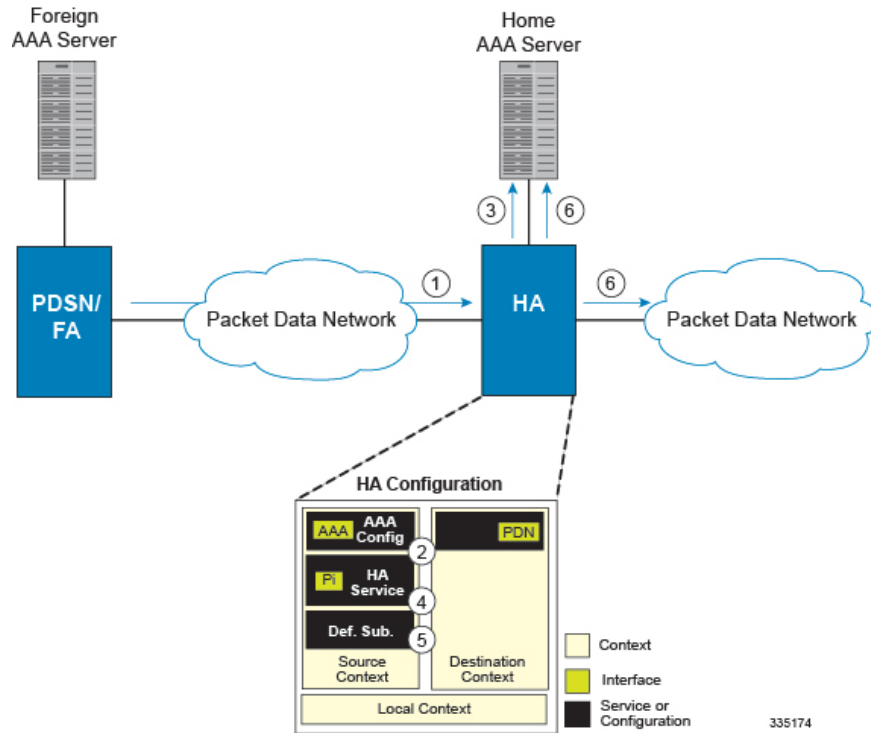 Foreign
AAA Server
Home
AAA Server
3
6
PDSN/
FA
Packet Data Network
1
HA
6
Packet Data Network
HA Configuration
AAA
AAA
Config
PDN
2
Pi
HA
Service
4
Def. Sub.
5
Source
Context
Destination
Context
Local Context
Context
Interface
Service or
Configuration
335174